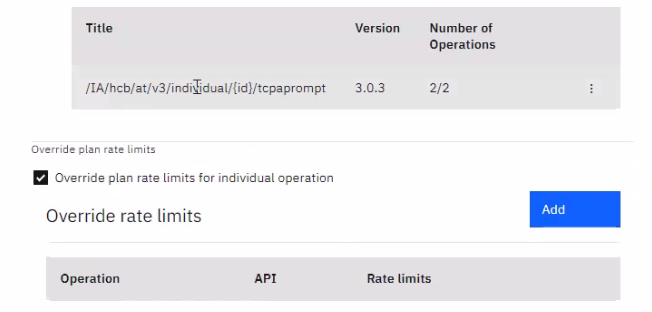 Title Version Number of
Operations
/IA/hcb/at/v3/individual/{id}/tcpaprompt 3.0.3 2/2
Override plan rate limits
Override plan rate limits for individual operation
Override rate limits Add
Operation API Rate limits